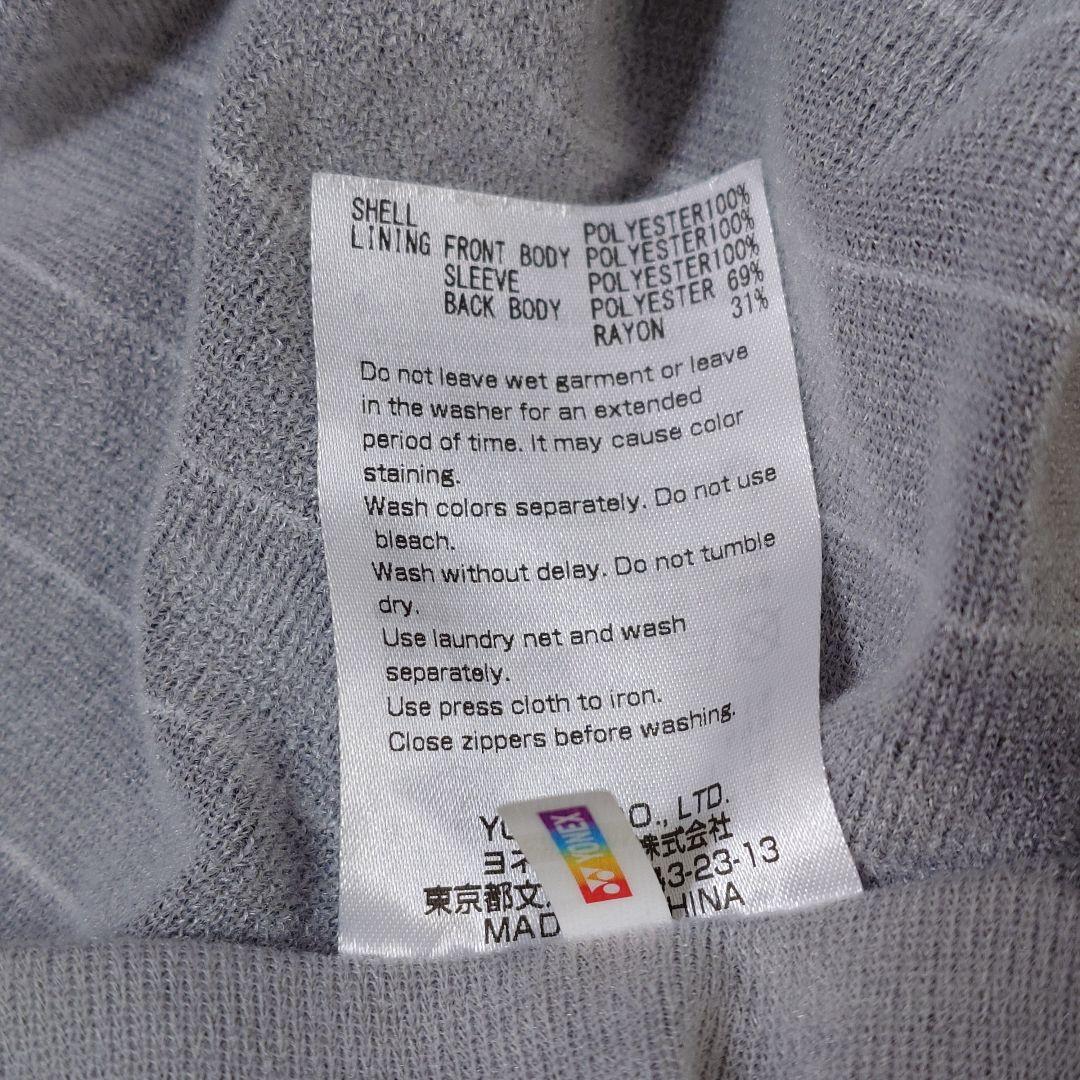 SHELL POLYESTER100%
LINING FRONT BODY POLYESTER100%
SLEEVE POLYESTER100%
BACK BODY POLYESTER 69%
RAYON 31%
Do not leave wet garment or leave
in the washer for an extended
period of time. It may cause color
staining.
Wash colors separately. Do not use
bleach.
Wash without delay. Do not tumble
dry.
Use laundry net and wash
separately.
Use press cloth to iron.
Close zippers before washing.
O., LTD.
株式会社
東京都文 3-23-13
MAD HINA
YONEX